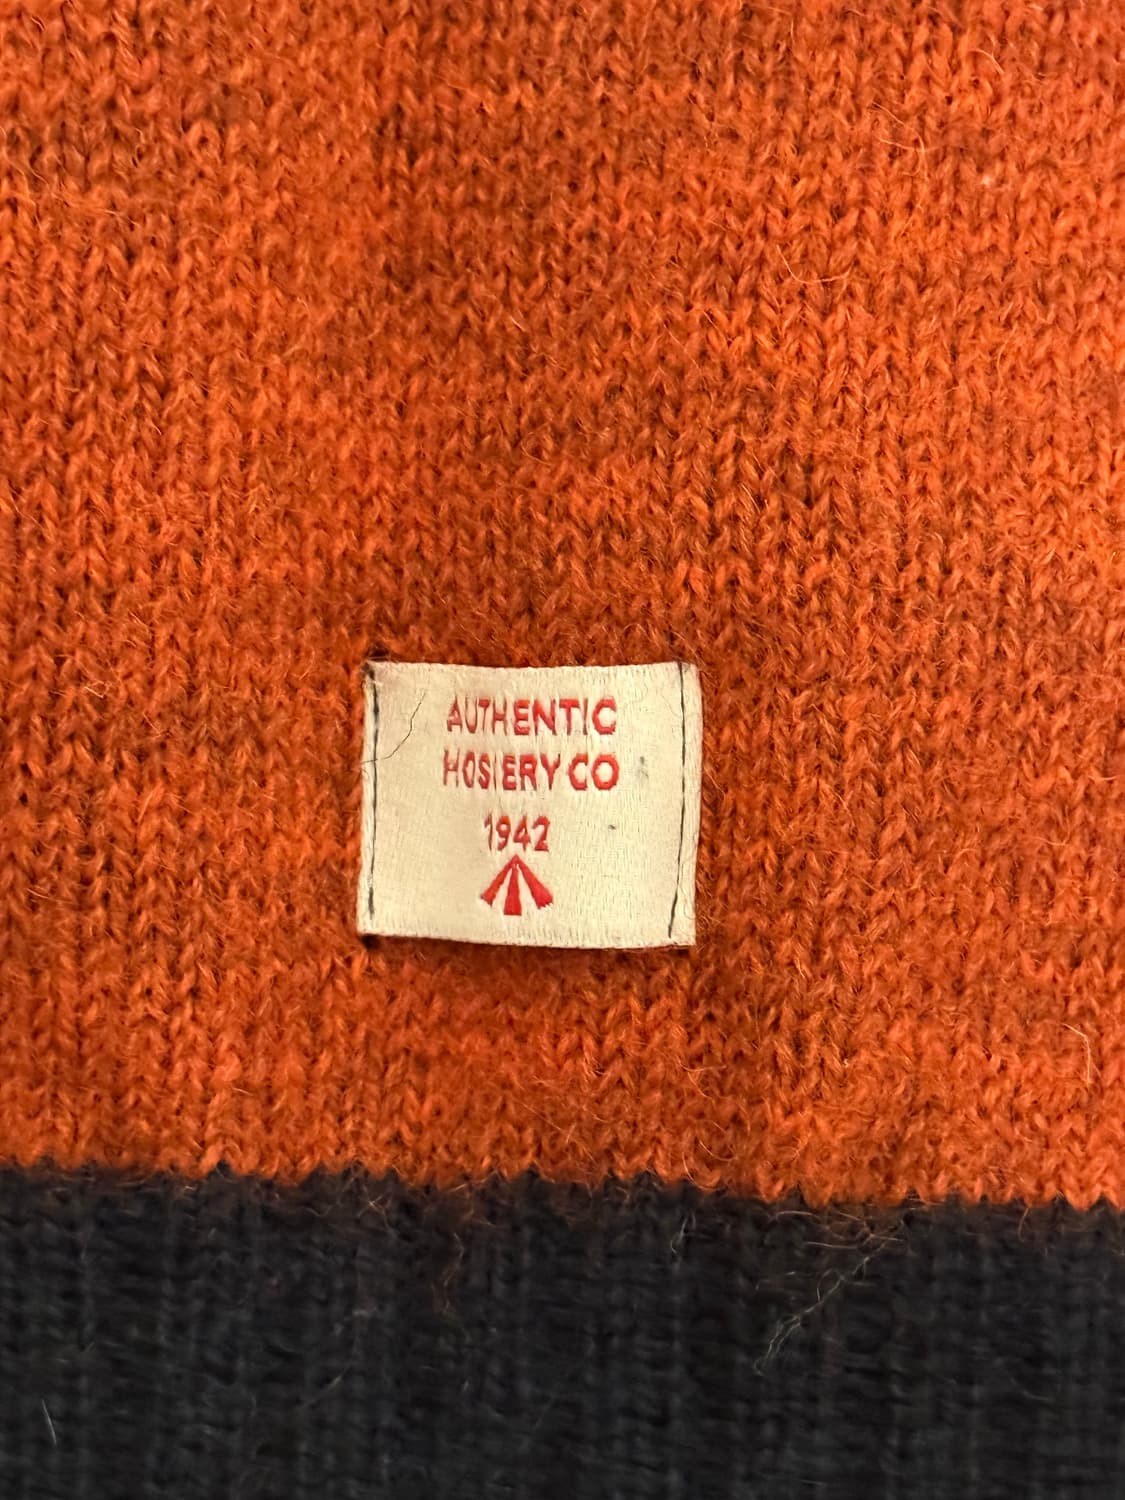 AUTHENTIC
HOSIERY CO
1942